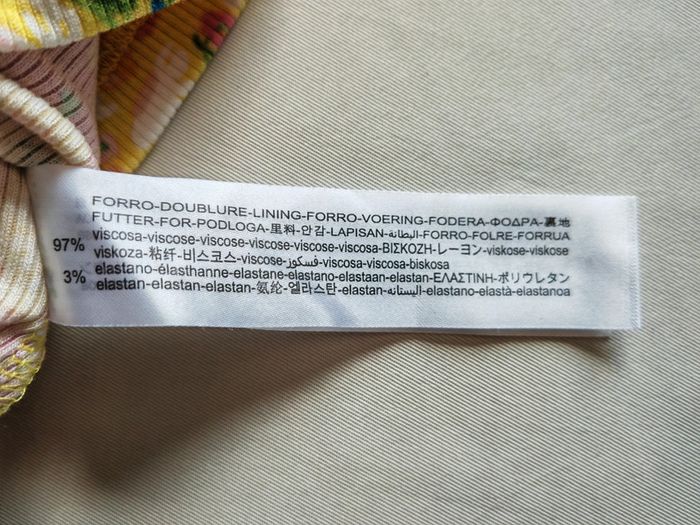 FORRO-DOUBLURE-LINING-FORRO-VOERING-FODERA-ΦΟΔΡΑ-裏地
FUTTER-FOR-PODLOGA-里料-안감-LAPISAN-البطانة-FORRO-FOLRE-FORRUA
97% viscosa-viscose-viscose-viscose-viscose-viscosa-ΒΙΣΚΟΖΗ-レーヨン-viskose-viskose
viskoza-粘纤-비스코스-viscose-فسكوز-viscosa-viscosa-biskosa
3% elastano-élasthanne-elastane-elastano-elastaan-elastan-ΕΛΑΣΤΙΝΗ-ポリウレタン
elastan-elastan-elastan-氨纶-엘라스탄-elastan-اليستانه-elastano-elastà-elastanoa